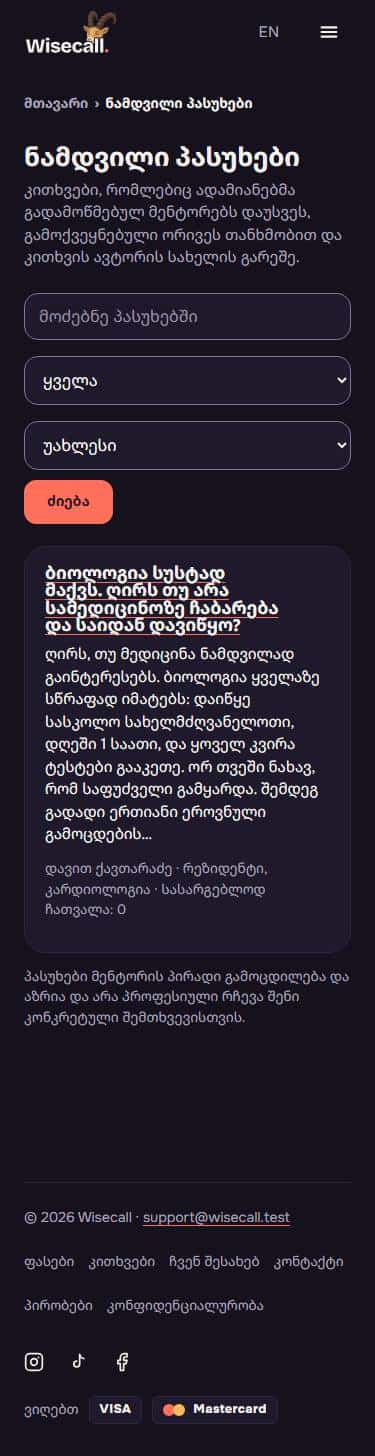 Wisecall.
EN
მთავარი › ნამდვილი პასუხები
ნამდვილი პასუხები
კითხვები, რომლებიც ადამიანებმა
გადამოწმებულ მენტორებს დაუსვეს,
გამოქვეყნებული ორივეს თანხმობით და
კითხვის ავტორის სახელის გარეშე.
მოძებნე პასუხებში
ყველა
უახლესი
ძიება
ბიოლოგია სუსტად
მაქვს. ღირს თუ არა
სამედიცინოზე ჩაბარება
და საიდან დავიწყო?
ღირს, თუ მედიცინა ნამდვილად
გაინტერესებს. ბიოლოგია ყველაზე
სწრაფად იმატებს: დაიწყე
სასკოლო სახელმძღვანელოთი,
დღეში 1 საათი, და ყოველ კვირა
ტესტები გააკეთე. ორ თვეში ნახავ,
რომ საფუძველი გამყარდა. შემდეგ
გადადი ერთიანი ეროვნული
გამოცდების...
დავით ქავთარაძე · რეზიდენტი,
კარდიოლოგია · სასარგებლოდ
ჩათვალა: 0
პასუხები მენტორის პირადი გამოცდილება და
აზრია და არა პროფესიული რჩევა შენი
კონკრეტული შემთხვევისთვის.
© 2026 Wisecall · support@wisecall.test
ფასები კითხვები ჩვენ შესახებ კონტაქტი
პირობები კონფიდენციალურობა
ვიღებთ VISA Mastercard